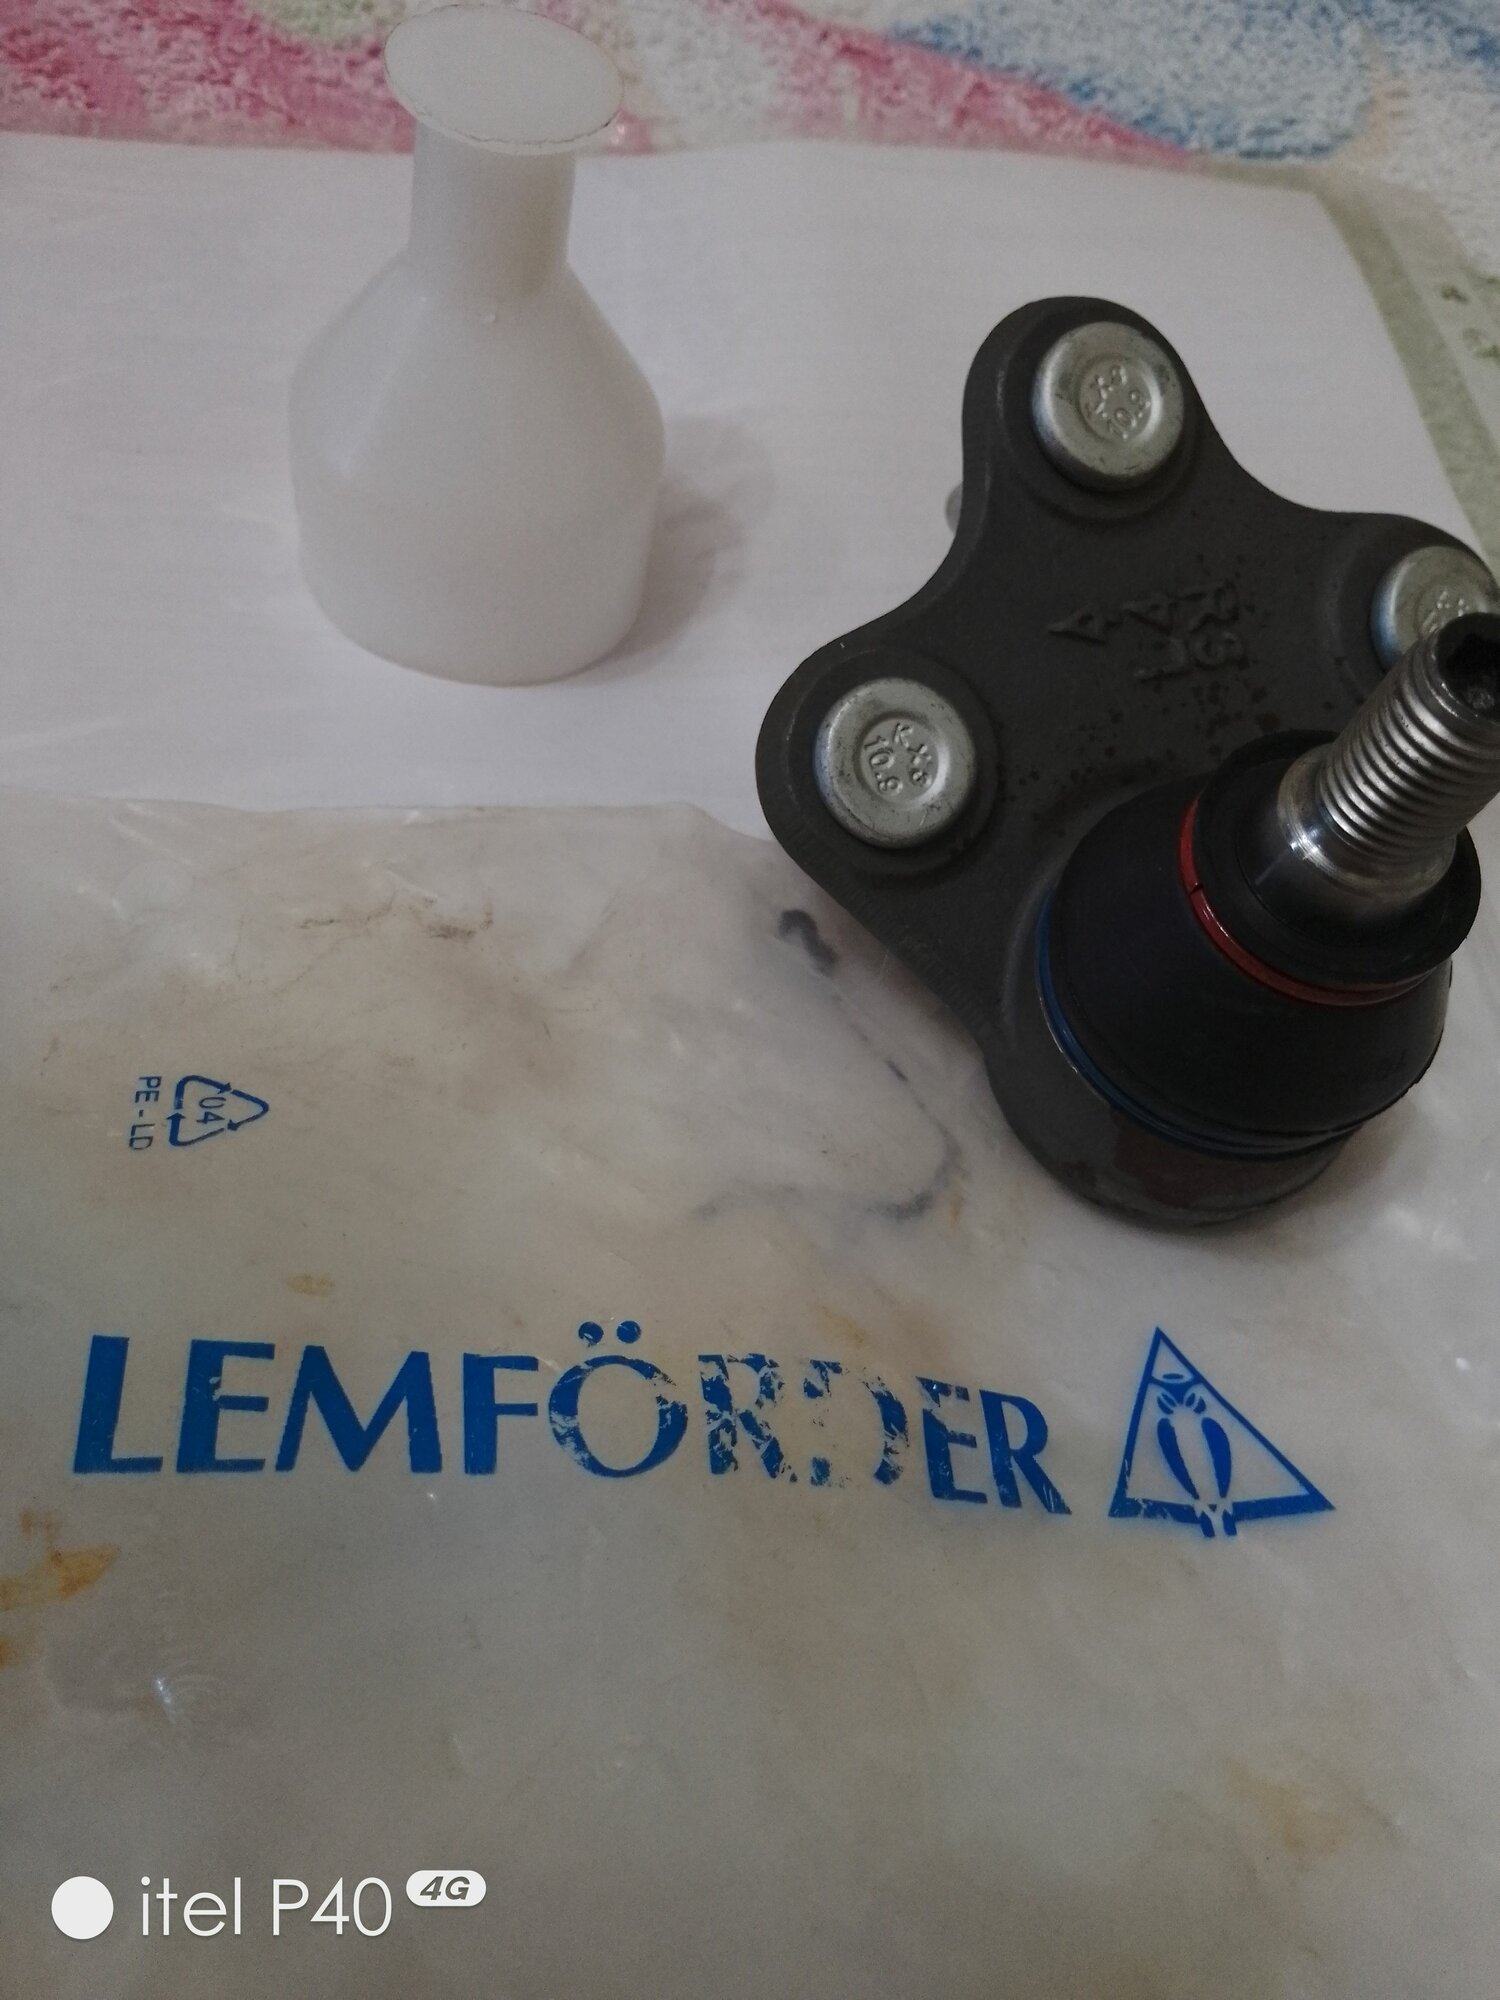 10.9
10.9
04
PE-LD
LEMFÖRDER
itel P40 4G